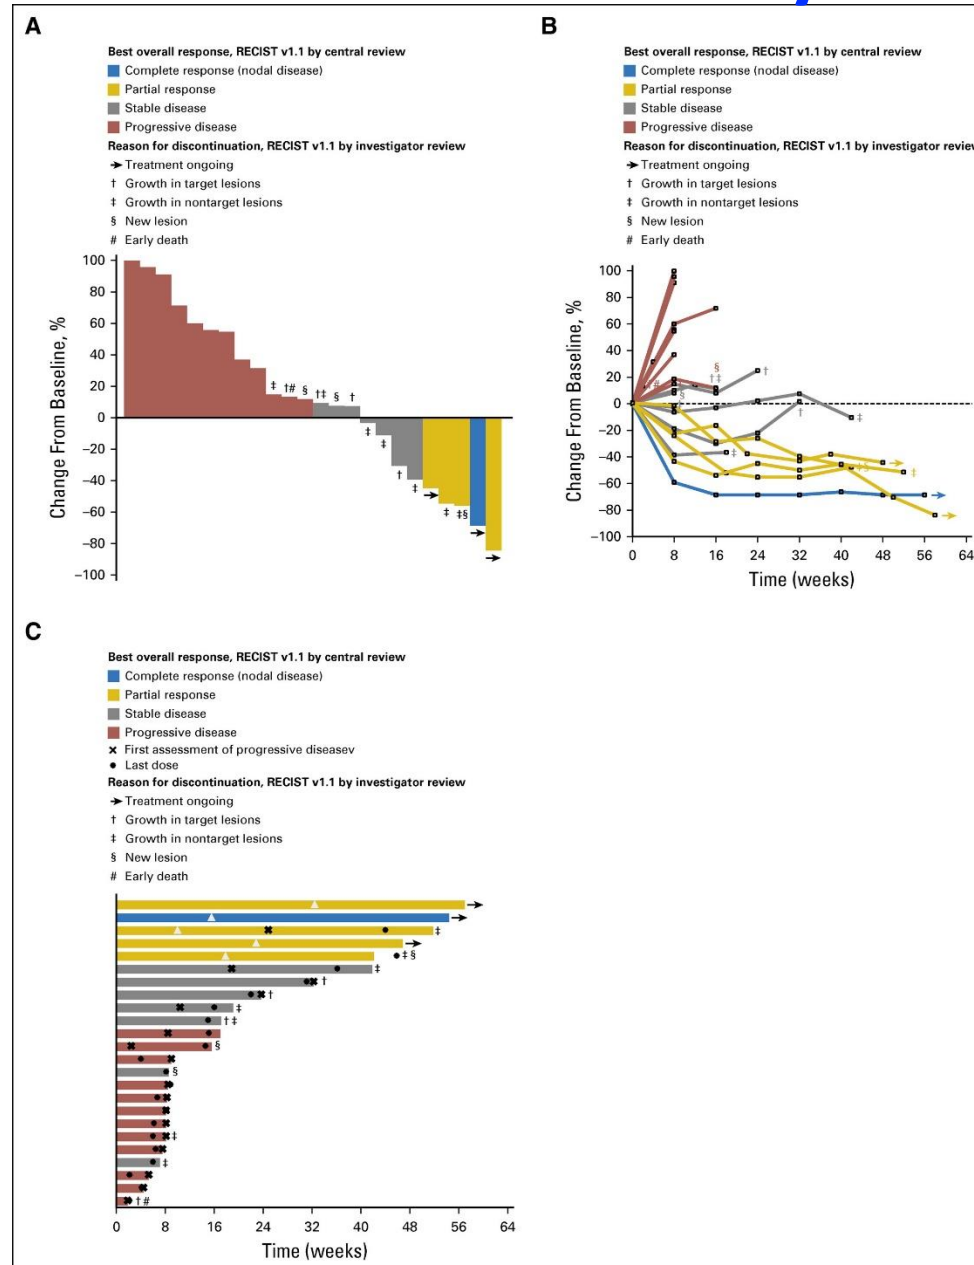 A
Best overall response, RECIST v1.1 by central review
Complete response (nodal disease)
Partial response
Stable disease
Progressive disease
Reason for discontinuation, RECIST v1.1 by investigator review
Treatment ongoing
† Growth in target lesions
‡ Growth in nontarget lesions
§ New lesion
# Early death
Change From Baseline, %
100
80
60
40
20
0
−20
−40
−60
−80
−100
‡ †# § †‡ § †
‡ ‡ † ‡ ‡ ‡§
B
Best overall response, RECIST v1.1 by central review
Complete response (nodal disease)
Partial response
Stable disease
Progressive disease
Reason for discontinuation, RECIST v1.1 by investigator review
Treatment ongoing
† Growth in target lesions
‡ Growth in nontarget lesions
§ New lesion
# Early death
Change From Baseline, %
100
80
60
40
20
0
−20
−40
−60
−80
−100
0 8 16 24 32 40 48 56 64
Time (weeks)
C
Best overall response, RECIST v1.1 by central review
Complete response (nodal disease)
Partial response
Stable disease
Progressive disease
First assessment of progressive diseasev
Last dose
Reason for discontinuation, RECIST v1.1 by investigator review
Treatment ongoing
† Growth in target lesions
‡ Growth in nontarget lesions
§ New lesion
# Early death
‡
‡ §
‡
†
†
‡
† ‡
§
§
‡
‡
† #
0 8 16 24 32 40 48 56 64
Time (weeks)